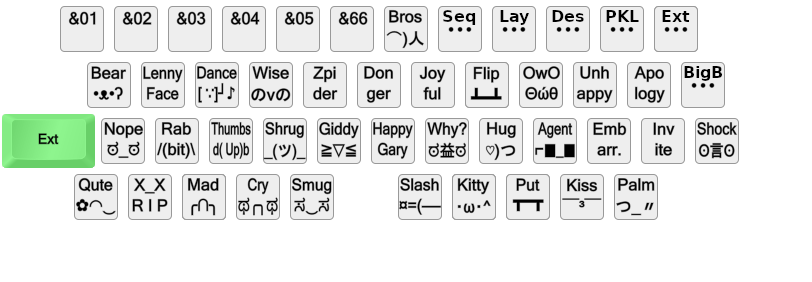 &01 &02 &03 &04 &05 &66 Bros Seq Lay Des PKL Ext
⌒)人 ••• ••• ••• ••• •••
Bear Lenny Dance Wise Zpi Don Joy Flip OwO Unh Apo BigB
•ᴥ•ʔ Face [ ∵]┘♪ のvの der ger ful ┻━┻ Θώθ appy logy •••
Ext Nope Rab Thumbs Shrug Giddy Happy Why? Hug Agent Emb Inv Shock
ಠ_ಠ /(bit)\ d( Up)b _(ツ)_ ≧▽≦ Gary ಠ益ಠ ♡)つ ⌐■_■ arr. ite ʘ言ʘ
Qute X_X Mad Cry Smug Slash Kitty Put Kiss Palm
✿◠‿ R I P ╭∩╮ ಥ╭╮ಥ ಸ‿ಸ ¤=(— ･ω･^ ┳━┳ ￣³￣ つ_〃